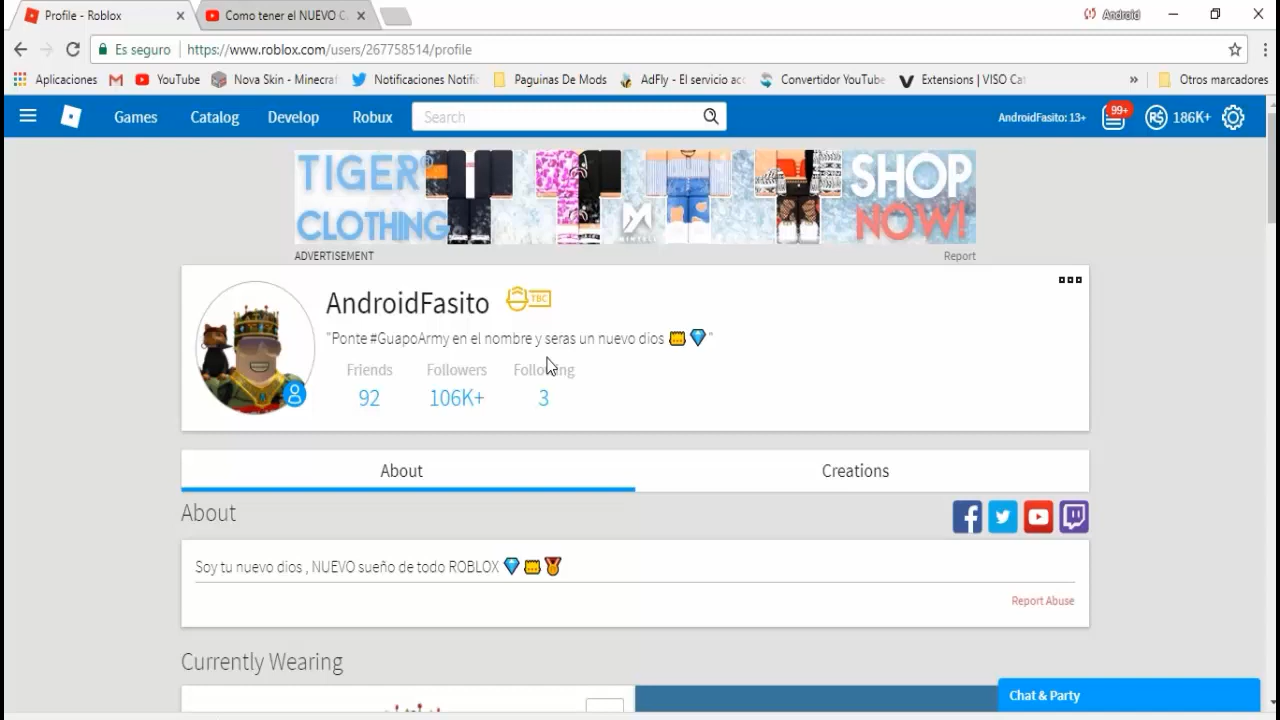 Profile - Roblox
Como tener el NUEVO C
Android
Es seguro
https://www.roblox.com/users/267758514/profile
Aplicaciones
YouTube
Nova Skin - Minecraf
Notificaciones Notific
Paguinas De Mods
AdFly - El servicio acc
Convertidor YouTube
Extensions | VISO Cat
»
Otros marcadores
Games
Catalog
Develop
Robux
Search
AndroidFasito: 13+
99+
R$
186K+
TIGER
CLOTHING
SHOP
NOW!
ADVERTISEMENT
Report
AndroidFasito
TBC
"Ponte #GuapoArmy en el nombre y seras un nuevo dios "
Friends
Followers
Following
92
106K+
3
About
Creations
About
Soy tu nuevo dios , NUEVO sueño de todo ROBLOX
Report Abuse
Currently Wearing
Chat & Party